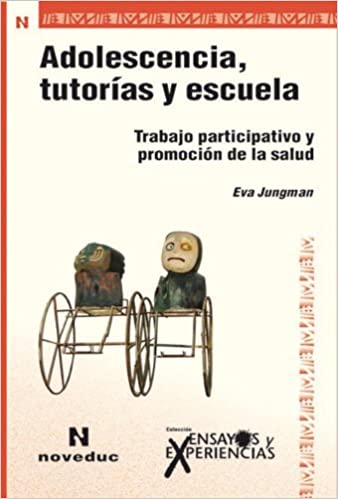 N
Adolescencia,
tutorías y escuela
Trabajo participativo y
promoción de la salud
Eva Jungman
N
noveduc
Colección
ENSAYOS y
EXPERIENCIAS